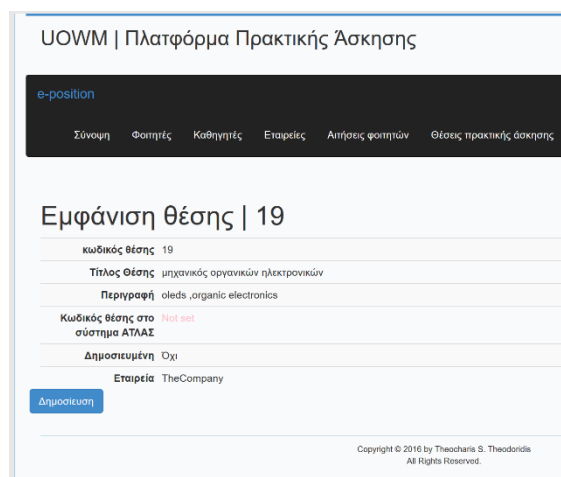 UOWM | Πλατφόρμα Πρακτικής Άσκησης
e-position
Σύνοψη Φοιτητές Καθηγητές Εταιρείες Αιτήσεις φοιτητών Θέσεις πρακτικής άσκησης
Εμφάνιση θέσης | 19
κωδικός θέσης 19
Τίτλος Θέσης μηχανικός οργανικών ηλεκτρονικών
Περιγραφή oleds ,organic electronics
Κωδικός θέσης στο Not set
σύστημα ΑΤΛΑΣ
Δημοσιευμένη Όχι
Εταιρεία TheCompany
Δημοσίευση
Copyright © 2016 by Theocharis S. Theodoridis
All Rights Reserved.